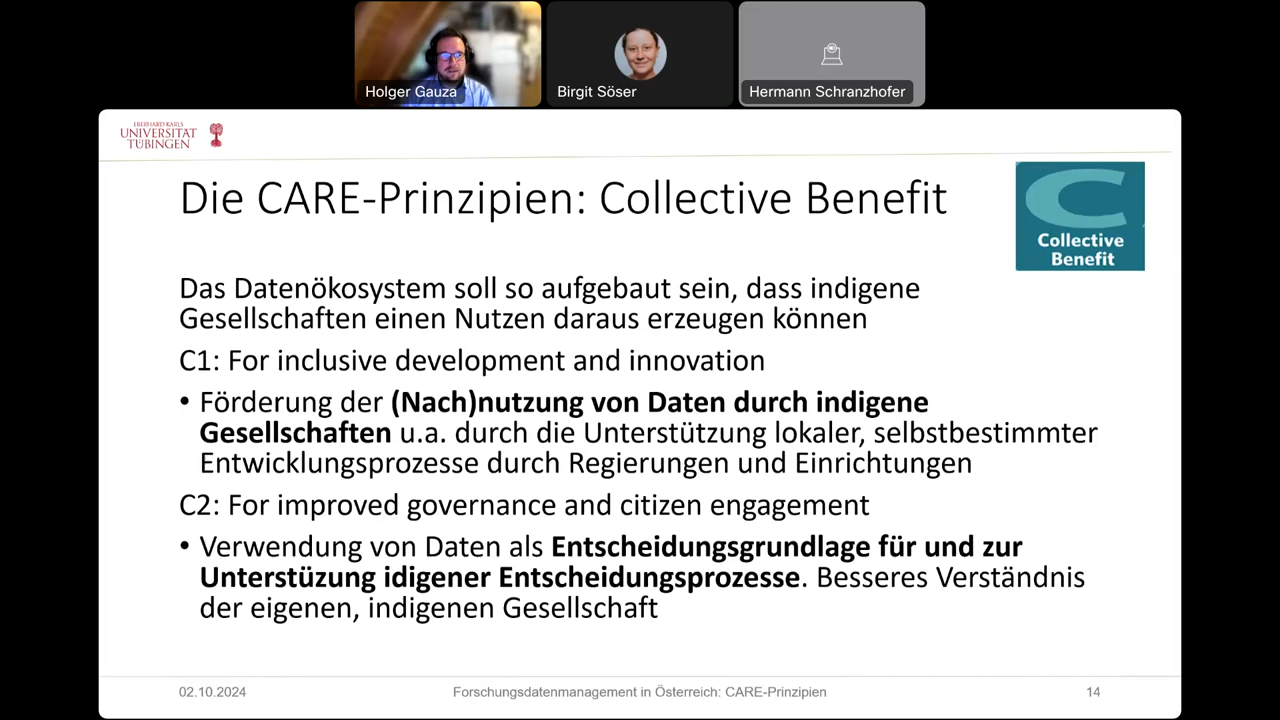 Holger Gauza
Birgit Söser
Hermann Schranzhofer
EBERHARD KARLS
UNIVERSITÄT
TÜBINGEN
Die CARE-Prinzipien: Collective Benefit
C
Collective
Benefit
Das Datenökosystem soll so aufgebaut sein, dass indigene
Gesellschaften einen Nutzen daraus erzeugen können
C1: For inclusive development and innovation
• Förderung der (Nach)nutzung von Daten durch indigene
Gesellschaften u.a. durch die Unterstützung lokaler, selbstbestimmter
Entwicklungsprozesse durch Regierungen und Einrichtungen
C2: For improved governance and citizen engagement
• Verwendung von Daten als Entscheidungsgrundlage für und zur
Unterstüzung idigener Entscheidungsprozesse. Besseres Verständnis
der eigenen, indigenen Gesellschaft
02.10.2024
Forschungsdatenmanagement in Österreich: CARE-Prinzipien
14